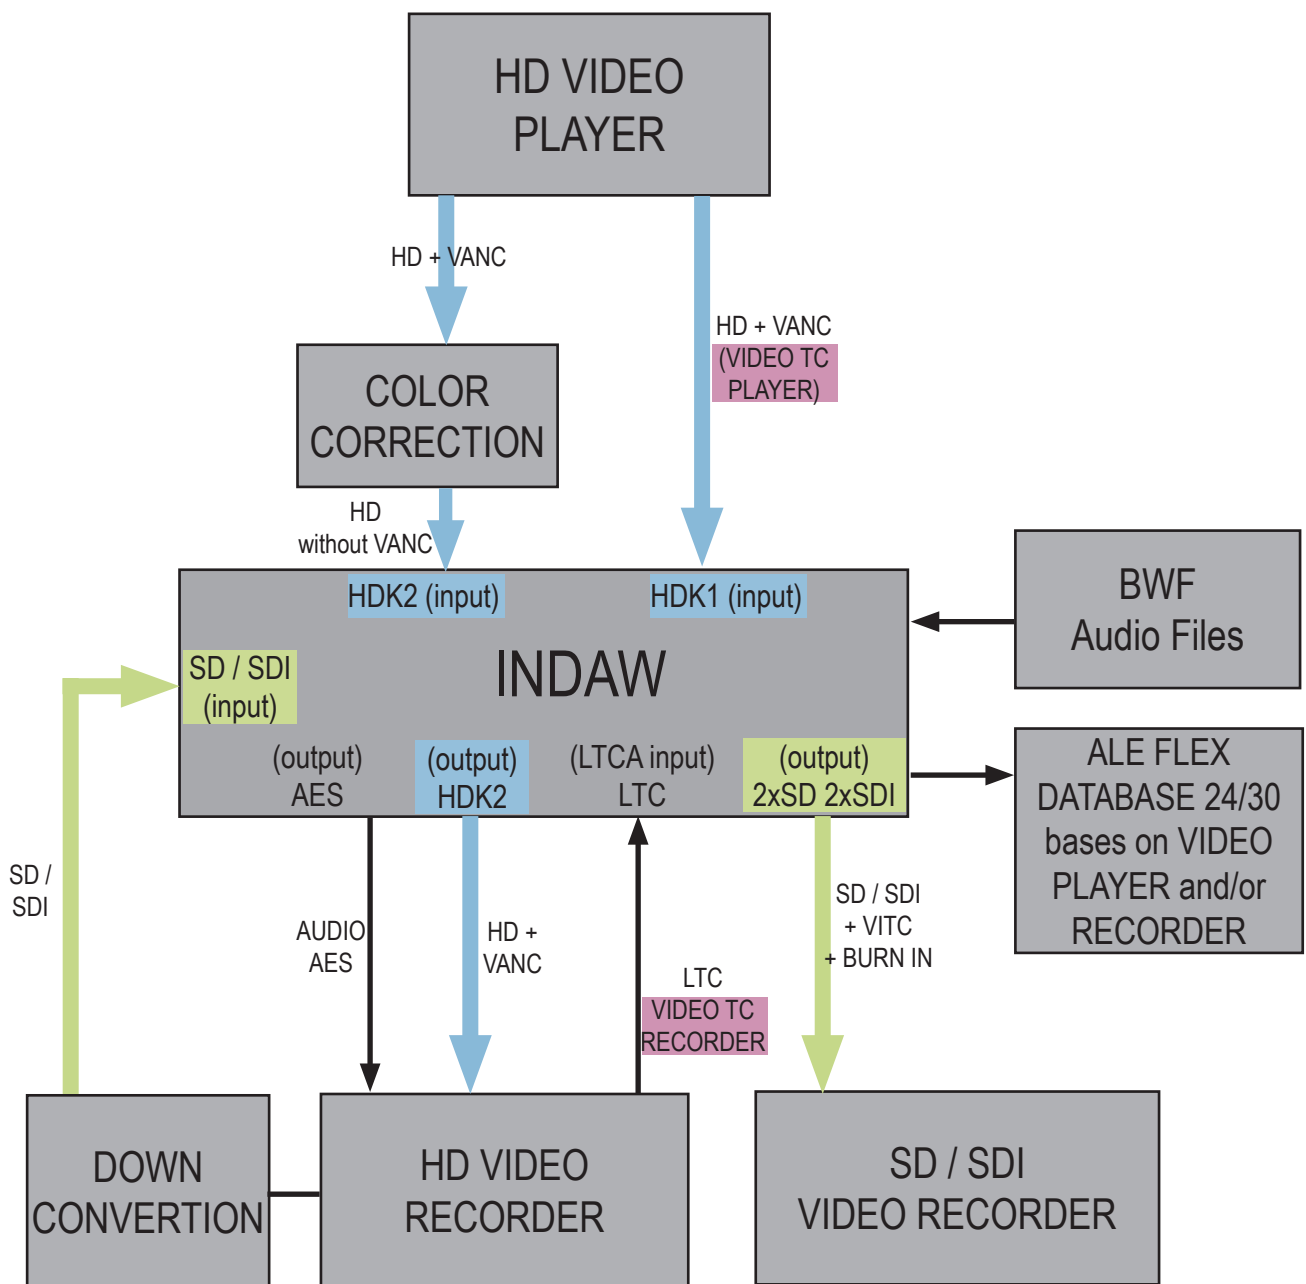 HD VIDEO
PLAYER
HD + VANC
HD + VANC
(VIDEO TC
PLAYER)
COLOR
CORRECTION
HD
without VANC
HDK2 (input)
HDK1 (input)
BWF
Audio Files
SD / SDI
(input)
INDAW
(output)
AES
(output)
HDK2
(LTCA input)
LTC
(output)
2xSD 2xSDI
ALE FLEX
DATABASE 24/30
bases on VIDEO
PLAYER and/or
RECORDER
SD /
SDI
AUDIO
AES
HD +
VANC
LTC
VIDEO TC
RECORDER
SD / SDI
+ VITC
+ BURN IN
DOWN
CONVERTION
HD VIDEO
RECORDER
SD / SDI
VIDEO RECORDER